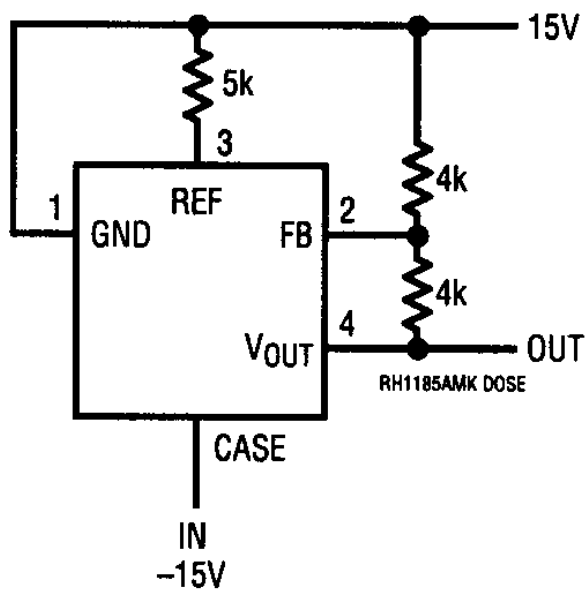 15V
5k
3
4k
1
REF
2
GND
FB
4k
4
VOUT
OUT
RH1185AMK DOSE
CASE
IN
–15V